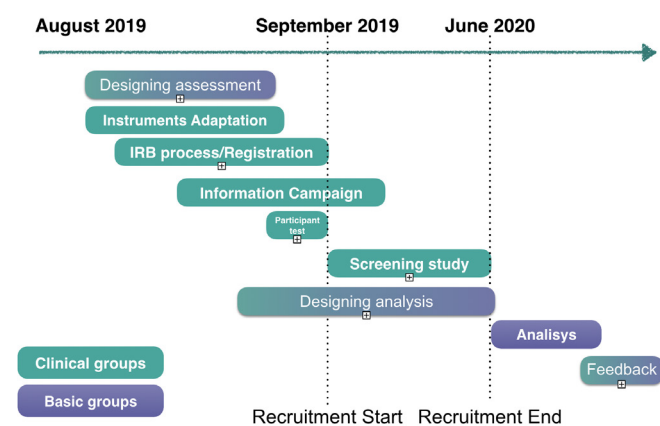 August 2019 September 2019 June 2020
Designing assessment
Instruments Adaptation
IRB process/Registration
Information Campaign
Participant
test
Screening study
Designing analysis
Analisys
Clinical groups
Feedback
Basic groups
Recruitment Start Recruitment End